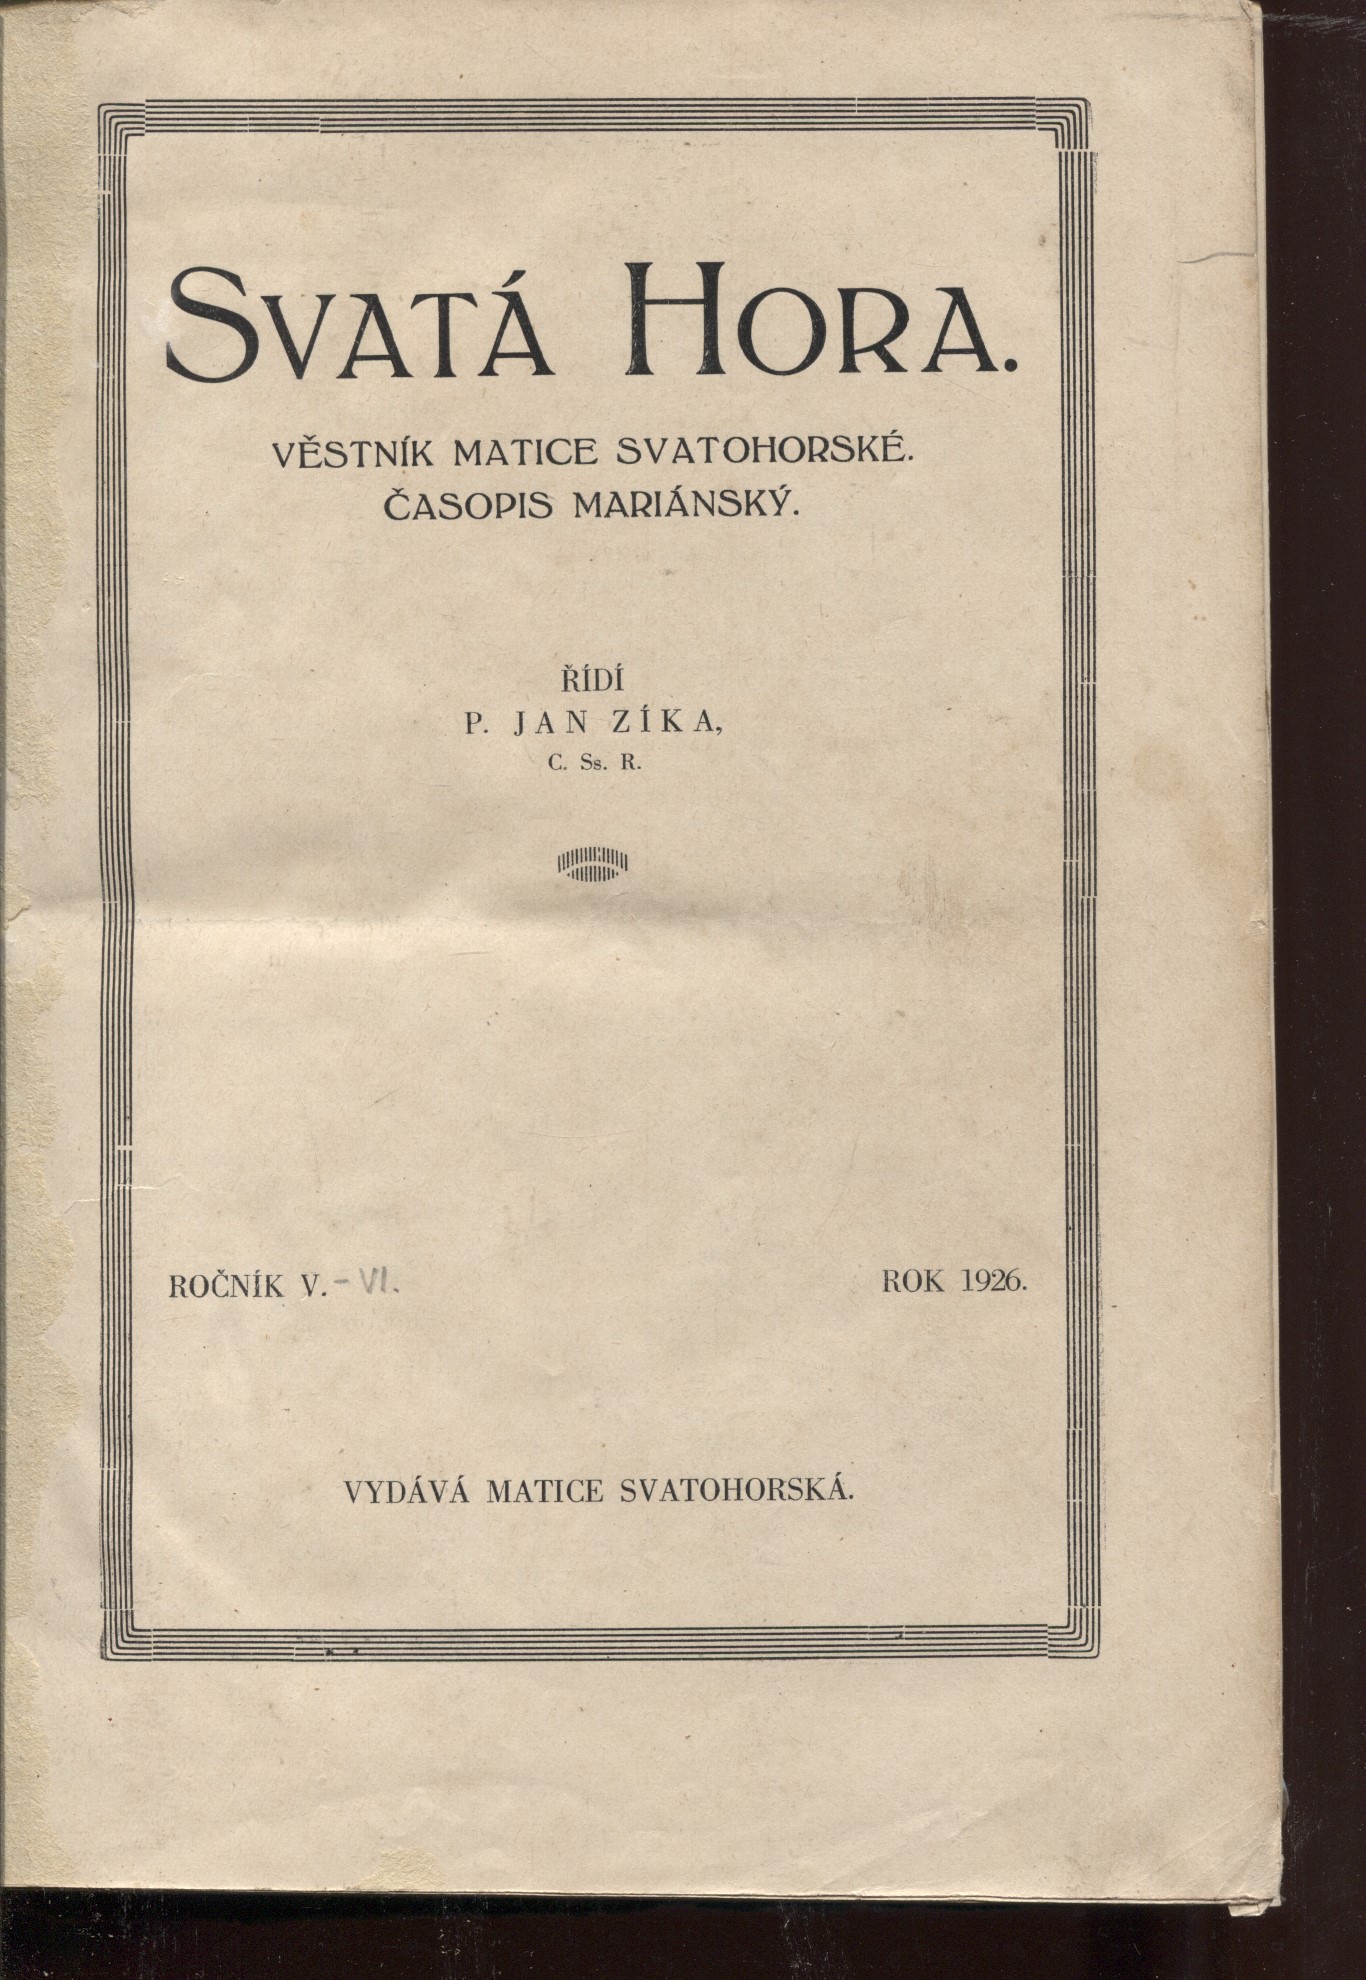 SVATÁ HORA.
VĚSTNÍK MATICE SVATOHORSKÉ.
ČASOPIS MARIÁNSKÝ.
ŘÍDÍ
P. JAN ZÍKA,
C. Ss. R.
ROČNÍK V. - VI. ROK 1926.
VYDÁVÁ MATICE SVATOHORSKÁ.